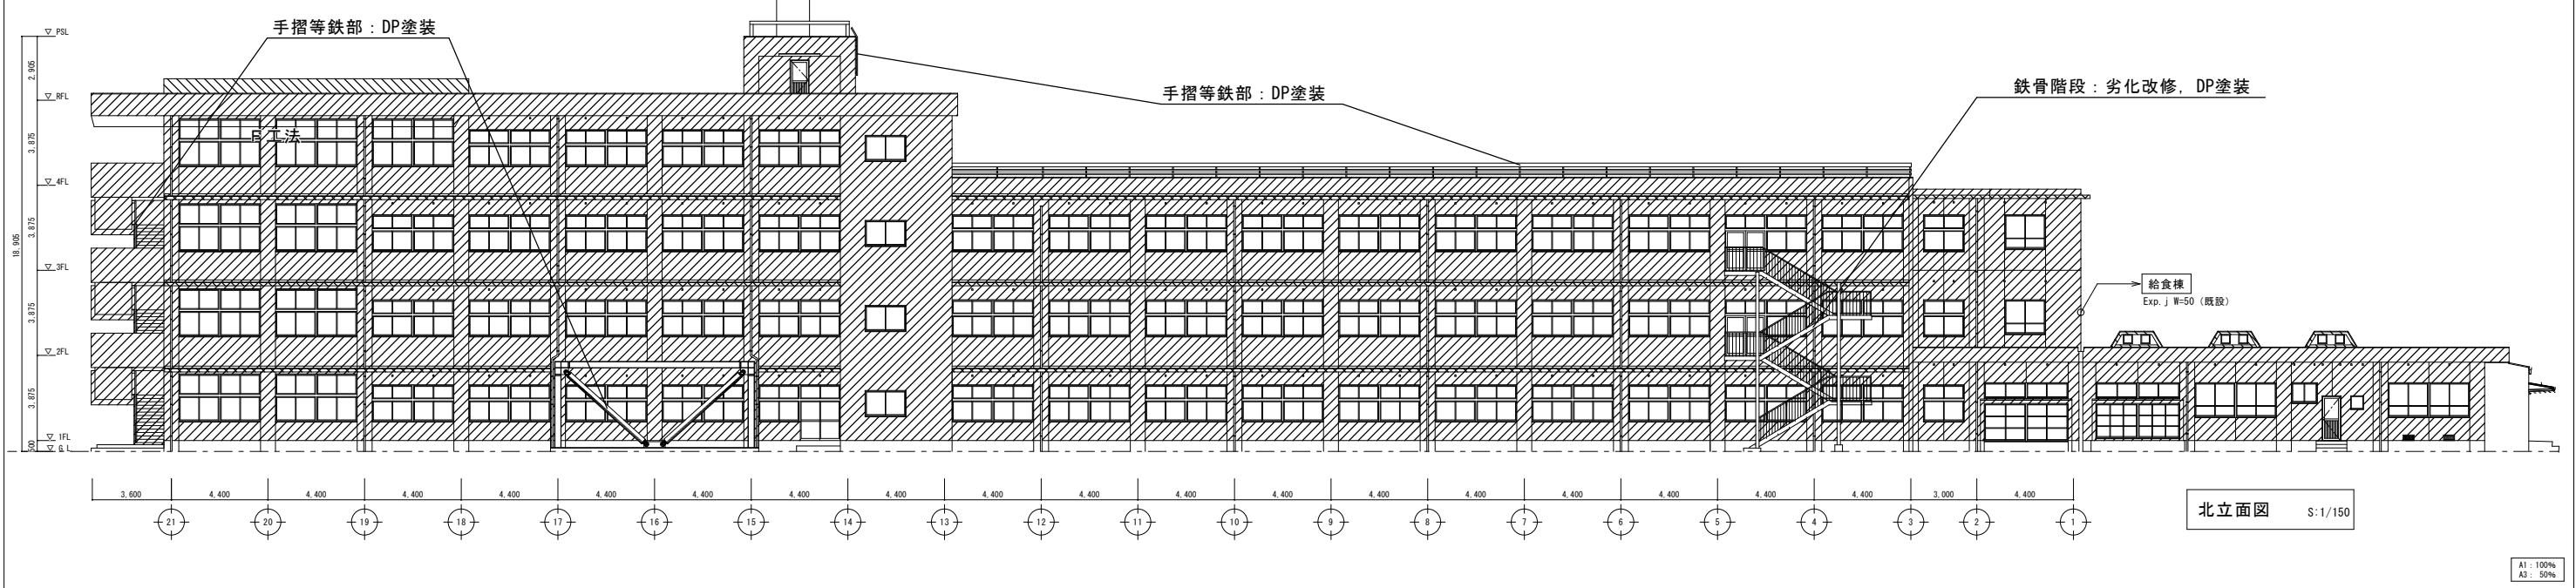 手摺等鉄部：DP塗装
手摺等鉄部：DP塗装
鉄骨階段：劣化改修，DP塗装
▽ PSL
▽ RFL
▽ 4FL
▽ 3FL
▽ 2FL
▽ 1FL
▽ G.L
18,905
2,905
3,875
3,875
3,875
3,875
500
F工法
給食棟
Exp.j W=50（既設）
3,600 4,400 4,400 4,400 4,400 4,400 4,400 4,400 4,400 4,400 4,400 4,400 4,400 4,400 4,400 4,400 4,400 4,400 4,400 3,000 4,400
21 20 19 18 17 16 15 14 13 12 11 10 9 8 7 6 5 4 3 2 1
北立面図 S:1/150
A1：100%
A3： 50%